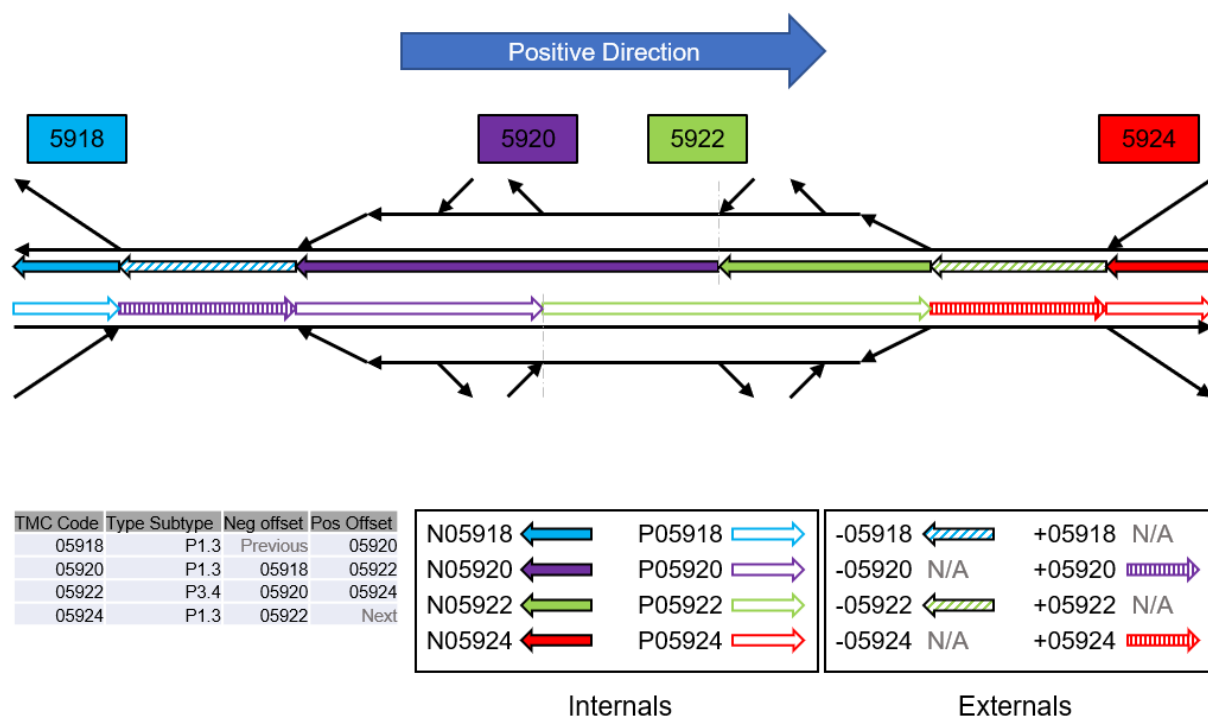 Positive Direction
5918 5920 5922 5924
TMC Code Type Subtype Neg offset Pos Offset
05918 P1.3 Previous 05920
05920 P1.3 05918 05922
05922 P3.4 05920 05924
05924 P1.3 05922 Next
N05918 P05918
N05920 P05920
N05922 P05922
N05924 P05924
Internals
-05918 +05918 N/A
-05920 N/A +05920
-05922 +05922 N/A
-05924 N/A +05924
Externals